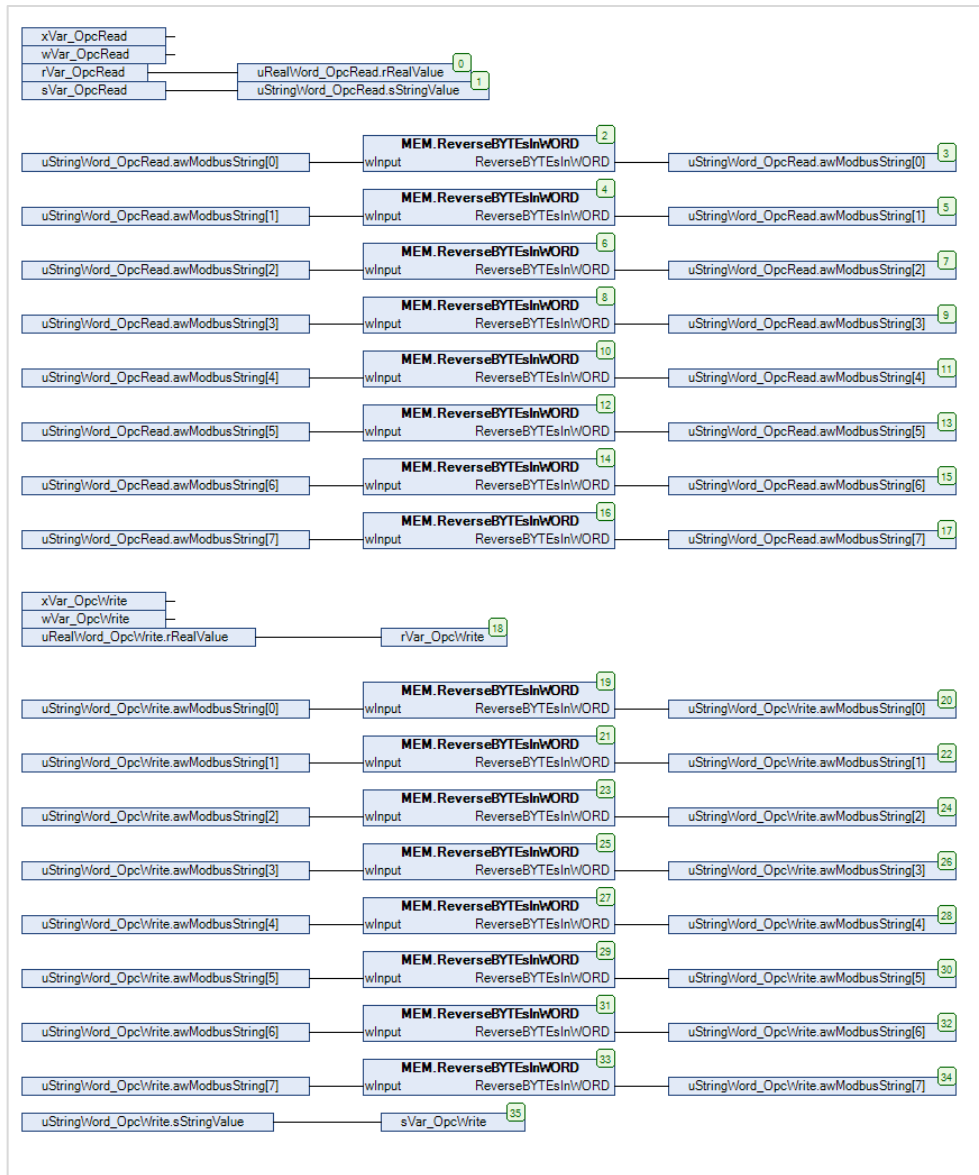 xVar_OpcRead
wVar_OpcRead
rVar_OpcRead uRealWord_OpcRead.rRealValue 0
sVar_OpcRead uStringWord_OpcRead.sStringValue 1
MEM.ReverseBYTEsInWORD 2
uStringWord_OpcRead.awModbusString[0] wInput ReverseBYTEsInWORD uStringWord_OpcRead.awModbusString[0] 3
MEM.ReverseBYTEsInWORD 4
uStringWord_OpcRead.awModbusString[1] wInput ReverseBYTEsInWORD uStringWord_OpcRead.awModbusString[1] 5
MEM.ReverseBYTEsInWORD 6
uStringWord_OpcRead.awModbusString[2] wInput ReverseBYTEsInWORD uStringWord_OpcRead.awModbusString[2] 7
MEM.ReverseBYTEsInWORD 8
uStringWord_OpcRead.awModbusString[3] wInput ReverseBYTEsInWORD uStringWord_OpcRead.awModbusString[3] 9
MEM.ReverseBYTEsInWORD 10
uStringWord_OpcRead.awModbusString[4] wInput ReverseBYTEsInWORD uStringWord_OpcRead.awModbusString[4] 11
MEM.ReverseBYTEsInWORD 12
uStringWord_OpcRead.awModbusString[5] wInput ReverseBYTEsInWORD uStringWord_OpcRead.awModbusString[5] 13
MEM.ReverseBYTEsInWORD 14
uStringWord_OpcRead.awModbusString[6] wInput ReverseBYTEsInWORD uStringWord_OpcRead.awModbusString[6] 15
MEM.ReverseBYTEsInWORD 16
uStringWord_OpcRead.awModbusString[7] wInput ReverseBYTEsInWORD uStringWord_OpcRead.awModbusString[7] 17
xVar_OpcWrite
wVar_OpcWrite
uRealWord_OpcWrite.rRealValue rVar_OpcWrite 18
MEM.ReverseBYTEsInWORD 19
uStringWord_OpcWrite.awModbusString[0] wInput ReverseBYTEsInWORD uStringWord_OpcWrite.awModbusString[0] 20
MEM.ReverseBYTEsInWORD 21
uStringWord_OpcWrite.awModbusString[1] wInput ReverseBYTEsInWORD uStringWord_OpcWrite.awModbusString[1] 22
MEM.ReverseBYTEsInWORD 23
uStringWord_OpcWrite.awModbusString[2] wInput ReverseBYTEsInWORD uStringWord_OpcWrite.awModbusString[2] 24
MEM.ReverseBYTEsInWORD 25
uStringWord_OpcWrite.awModbusString[3] wInput ReverseBYTEsInWORD uStringWord_OpcWrite.awModbusString[3] 26
MEM.ReverseBYTEsInWORD 27
uStringWord_OpcWrite.awModbusString[4] wInput ReverseBYTEsInWORD uStringWord_OpcWrite.awModbusString[4] 28
MEM.ReverseBYTEsInWORD 29
uStringWord_OpcWrite.awModbusString[5] wInput ReverseBYTEsInWORD uStringWord_OpcWrite.awModbusString[5] 30
MEM.ReverseBYTEsInWORD 31
uStringWord_OpcWrite.awModbusString[6] wInput ReverseBYTEsInWORD uStringWord_OpcWrite.awModbusString[6] 32
MEM.ReverseBYTEsInWORD 33
uStringWord_OpcWrite.awModbusString[7] wInput ReverseBYTEsInWORD uStringWord_OpcWrite.awModbusString[7] 34
uStringWord_OpcWrite.sStringValue sVar_OpcWrite 35